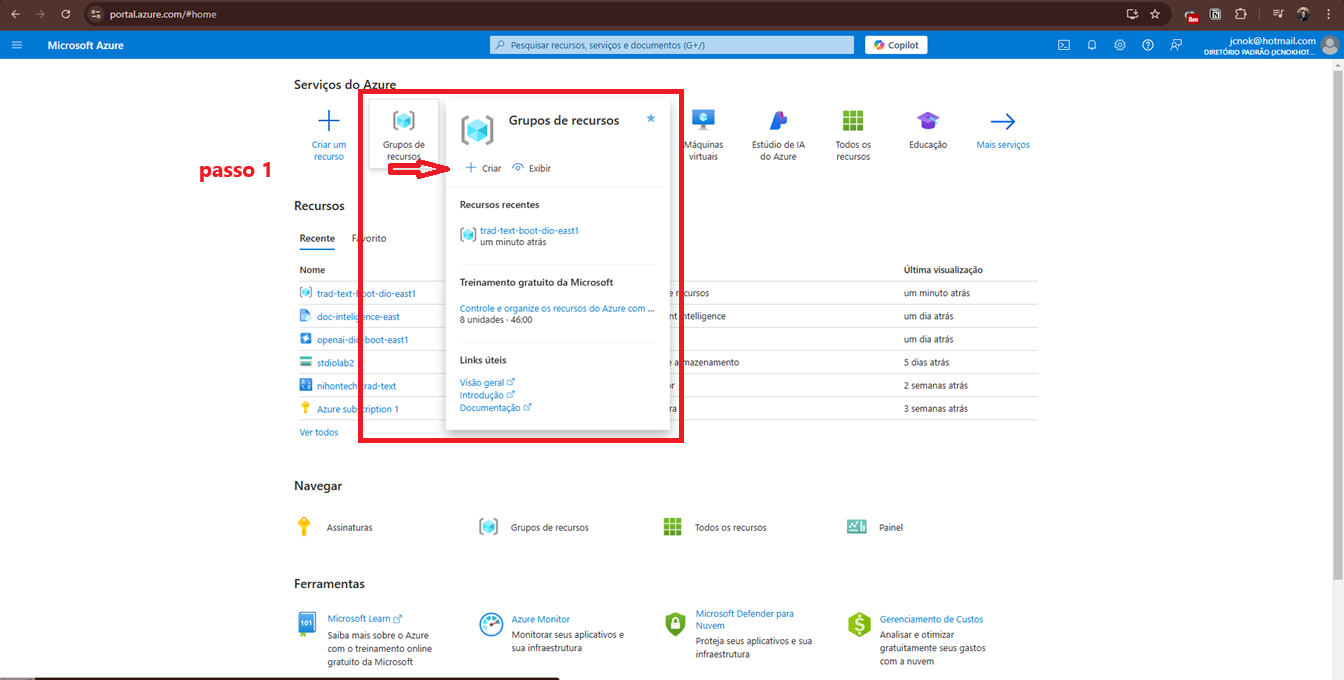 portal.azure.com/#home
8m
Microsoft Azure
Pesquisar recursos, serviços e documentos (G+/)
Copilot
jcnok@hotmail.com
DIRETÓRIO PADRÃO (JCNOKHOT...
Serviços do Azure
Criar um
recurso
Grupos de
recursos
Grupos de recursos
Criar
Exibir
Máquinas
virtuais
Estúdio de IA
do Azure
Todos os
recursos
Educação
Mais serviços
passo 1
Recursos recentes
trad-text-boot-dio-east1
um minuto atrás
Treinamento gratuito da Microsoft
Controle e organize os recursos do Azure com ...
8 unidades · 46:00
Links úteis
Visão geral
Introdução
Documentação
Recursos
Recente
Favorito
Nome
Última visualização
trad-text-boot-dio-east1
e recursos
um minuto atrás
doc-inteligence-east
nt intelligence
um dia atrás
openai-dio-boot-east1
um dia atrás
stdiolab2
e armazenamento
5 dias atrás
nihontech-trad-text
or
2 semanas atrás
Azure subscription 1
ra
3 semanas atrás
Ver todos
Navegar
Assinaturas
Grupos de recursos
Todos os recursos
Painel
Ferramentas
101
Microsoft Learn
Saiba mais sobre o Azure
com o treinamento online
gratuito da Microsoft
Azure Monitor
Monitorar seus aplicativos e
sua infraestrutura
Microsoft Defender para
Nuvem
Proteja seus aplicativos e sua
infraestrutura
Gerenciamento de Custos
Analisar e otimizar
gratuitamente seus gastos
com a nuvem